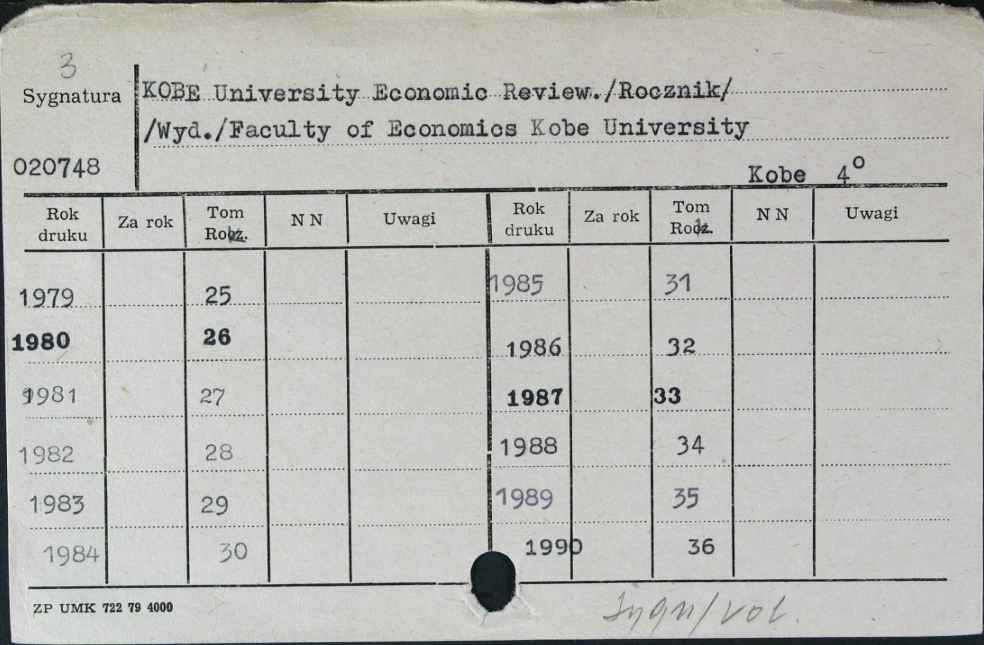 3
Sygnatura
KOBE University Economic Review./Rocznik/
/Wyd./Faculty of Economics Kobe University
020748
Kobe 4°
Rok druku Za rok Tom Rocz. N N Uwagi Rok druku Za rok Tom Rocz. N N Uwagi
1979 25 1985 31
1980 26 1986 32
1981 27 1987 33
1982 28 1988 34
1983 29 1989 35
1984 30 1990 36
ZP UMK 722 79 4000
Sygn/vol.